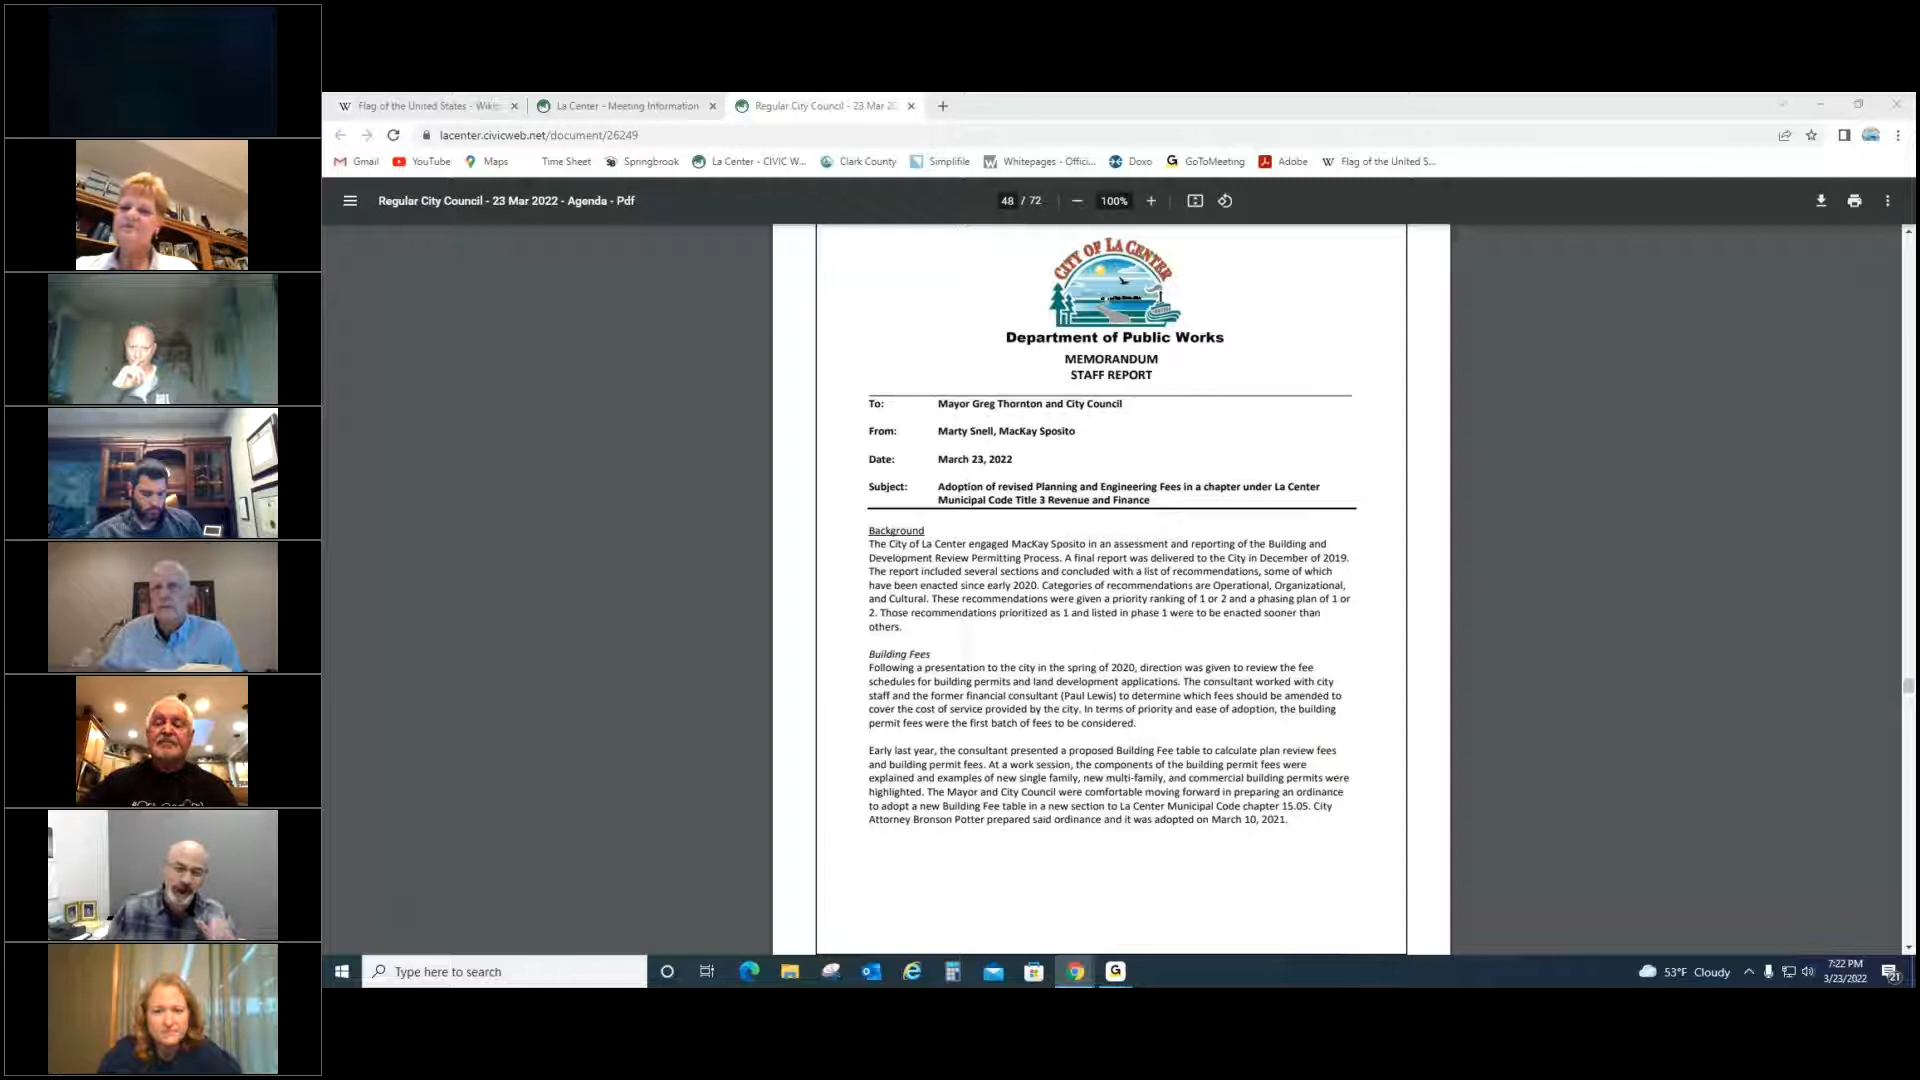 Flag of the United States - Wiki
La Center - Meeting Information
Regular City Council - 23 Mar 20
lacenter.civicweb.net/document/26249
Gmail YouTube Maps Time Sheet Springbrook La Center - CIVIC W... Clark County Simplifile Whitepages - Offici... Doxo GoToMeeting Adobe Flag of the United S...
Regular City Council - 23 Mar 2022 - Agenda - Pdf
48 / 72
100%
CITY OF LA CENTER
Department of Public Works
MEMORANDUM
STAFF REPORT
To: Mayor Greg Thornton and City Council
From: Marty Snell, MacKay Sposito
Date: March 23, 2022
Subject: Adoption of revised Planning and Engineering Fees in a chapter under La Center
Municipal Code Title 3 Revenue and Finance
Background
The City of La Center engaged MacKay Sposito in an assessment and reporting of the Building and
Development Review Permitting Process. A final report was delivered to the City in December of 2019.
The report included several sections and concluded with a list of recommendations, some of which
have been enacted since early 2020. Categories of recommendations are Operational, Organizational,
and Cultural. These recommendations were given a priority ranking of 1 or 2 and a phasing plan of 1 or
2. Those recommendations prioritized as 1 and listed in phase 1 were to be enacted sooner than
others.
Building Fees
Following a presentation to the city in the spring of 2020, direction was given to review the fee
schedules for building permits and land development applications. The consultant worked with city
staff and the former financial consultant (Paul Lewis) to determine which fees should be amended to
cover the cost of service provided by the city. In terms of priority and ease of adoption, the building
permit fees were the first batch of fees to be considered.
Early last year, the consultant presented a proposed Building Fee table to calculate plan review fees
and building permit fees. At a work session, the components of the building permit fees were
explained and examples of new single family, new multi-family, and commercial building permits were
highlighted. The Mayor and City Council were comfortable moving forward in preparing an ordinance
to adopt a new Building Fee table in a new section to La Center Municipal Code chapter 15.05. City
Attorney Bronson Potter prepared said ordinance and it was adopted on March 10, 2021.
Type here to search
53°F Cloudy
7:22 PM
3/23/2022
21